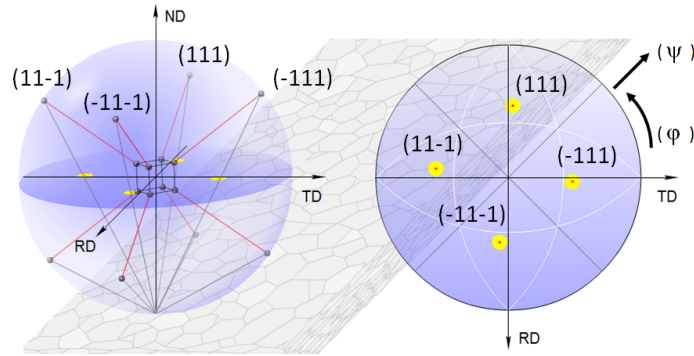 ND
(11-1)
(111)
(-11-1)
(-111)
TD
RD
(111)
(11-1)
(-111)
(-11-1)
TD
RD
(ψ)
(φ)